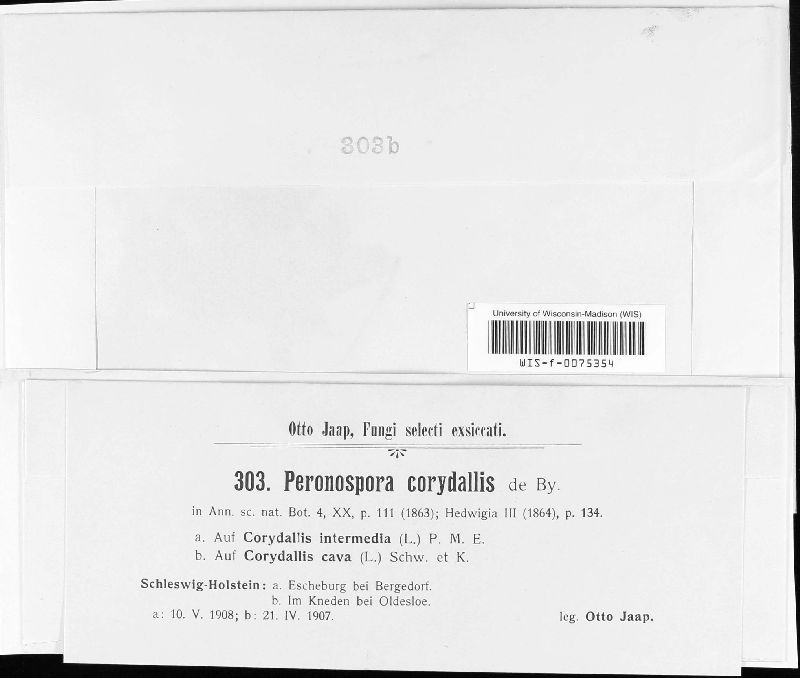 303b
University of Wisconsin-Madison (WIS)
WIS-f-0075354
Otto Jaap, Fungi selecti exsiccati.
303. Peronospora corydallis de By.
in Ann. sc. nat. Bot. 4, XX, p. 111 (1863); Hedwigia III (1864), p. 134.
a. Auf Corydallis intermedia (L.) P. M. E.
b. Auf Corydallis cava (L.) Schw. et K.
Schleswig-Holstein: a. Escheburg bei Bergedorf.
b. Im Kneden bei Oldesloe.
a: 10. V. 1908; b: 21. IV. 1907. leg. Otto Jaap.